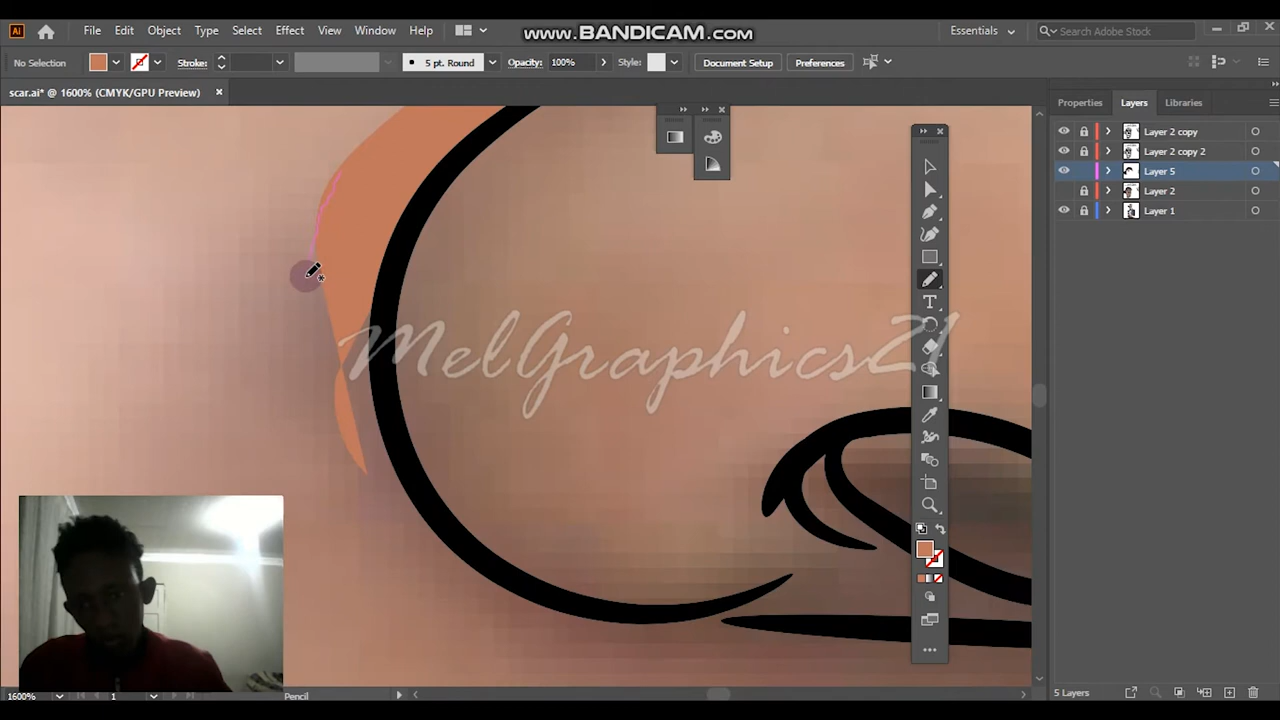 Ai File Edit Object Type Select Effect View Window Help www.BANDICAM.com Essentials Search Adobe Stock
No Selection Stroke: 5 pt. Round Opacity: 100% Style: Document Setup Preferences
scar.ai* @ 1600% (CMYK/GPU Preview) × Properties Layers Libraries
Layer 2 copy
Layer 2 copy 2
Layer 5
Layer 2
Layer 1
MelGraphics21
1600% 1 Pencil 5 Layers